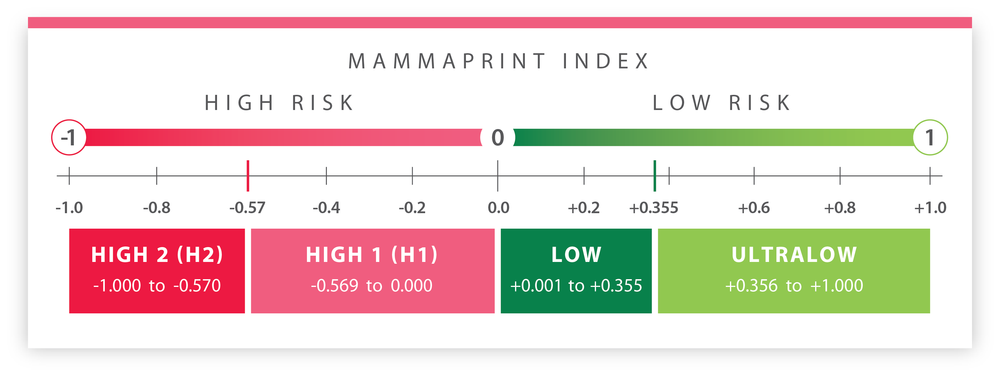 MAMMAPRINT INDEX
HIGH RISK LOW RISK
-1 0 1
-1.0 -0.8 -0.57 -0.4 -0.2 0.0 +0.2 +0.355 +0.6 +0.8 +1.0
HIGH 2 (H2) HIGH 1 (H1) LOW ULTRALOW
-1.000 to -0.570 -0.569 to 0.000 +0.001 to +0.355 +0.356 to +1.000